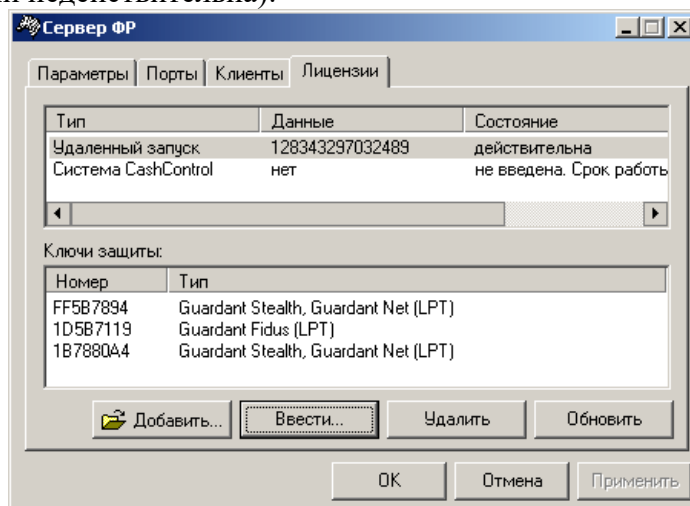 и недействительна).
Сервер ФР
Параметры Порты Клиенты Лицензии
Тип Данные Состояние
Удаленный запуск 128343297032489 действительна
Система CashControl нет не введена. Срок работь
Ключи защиты:
Номер Тип
FF5B7894 Guardant Stealth, Guardant Net (LPT)
1D5B7119 Guardant Fidus (LPT)
1B7880A4 Guardant Stealth, Guardant Net (LPT)
Добавить... Ввести... Удалить Обновить
OK Отмена Применить